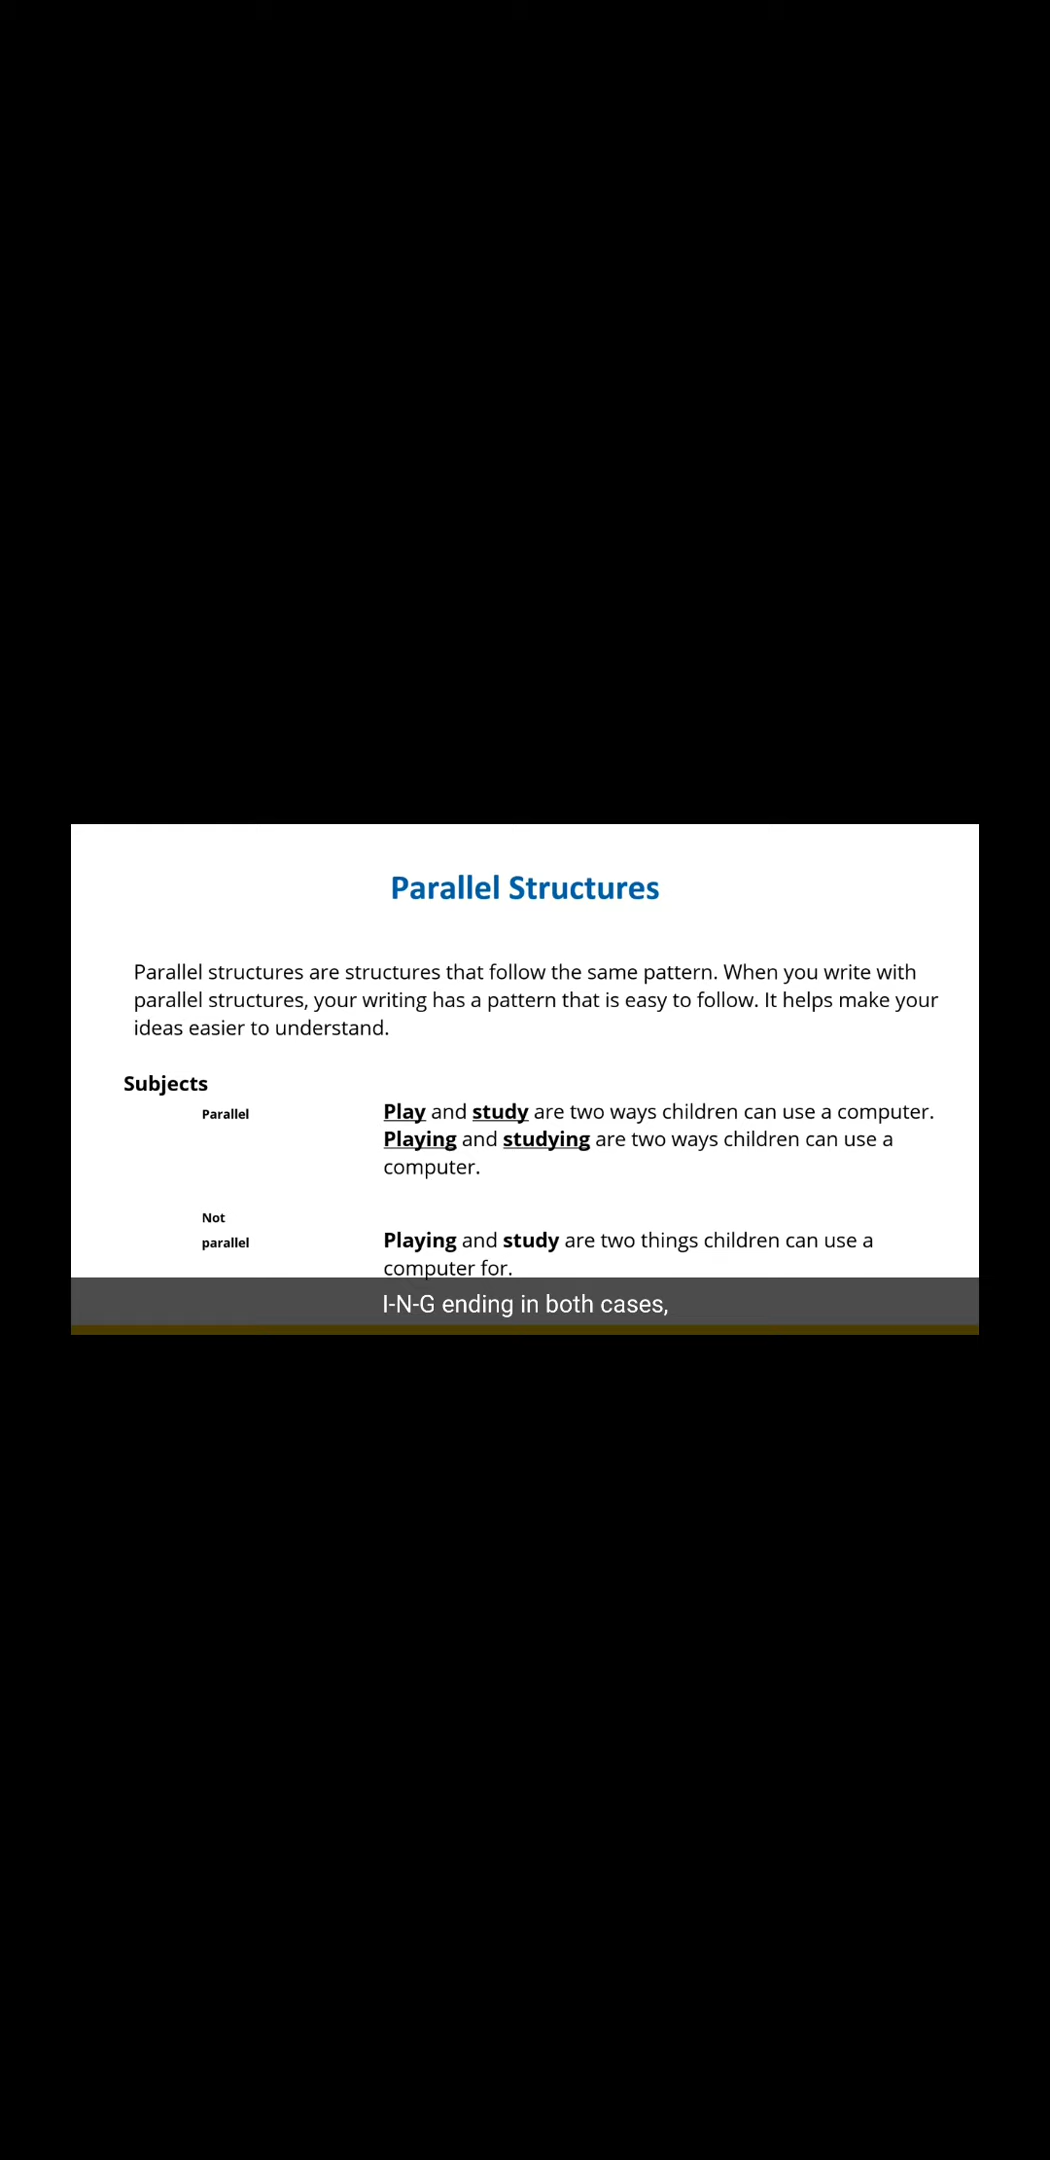 Parallel Structures
Parallel structures are structures that follow the same pattern. When you write with
parallel structures, your writing has a pattern that is easy to follow. It helps make your
ideas easier to understand.
Subjects
Parallel
Play and study are two ways children can use a computer.
Playing and studying are two ways children can use a
computer.
Not
parallel
Playing and study are two things children can use a
computer for.
I-N-G ending in both cases,